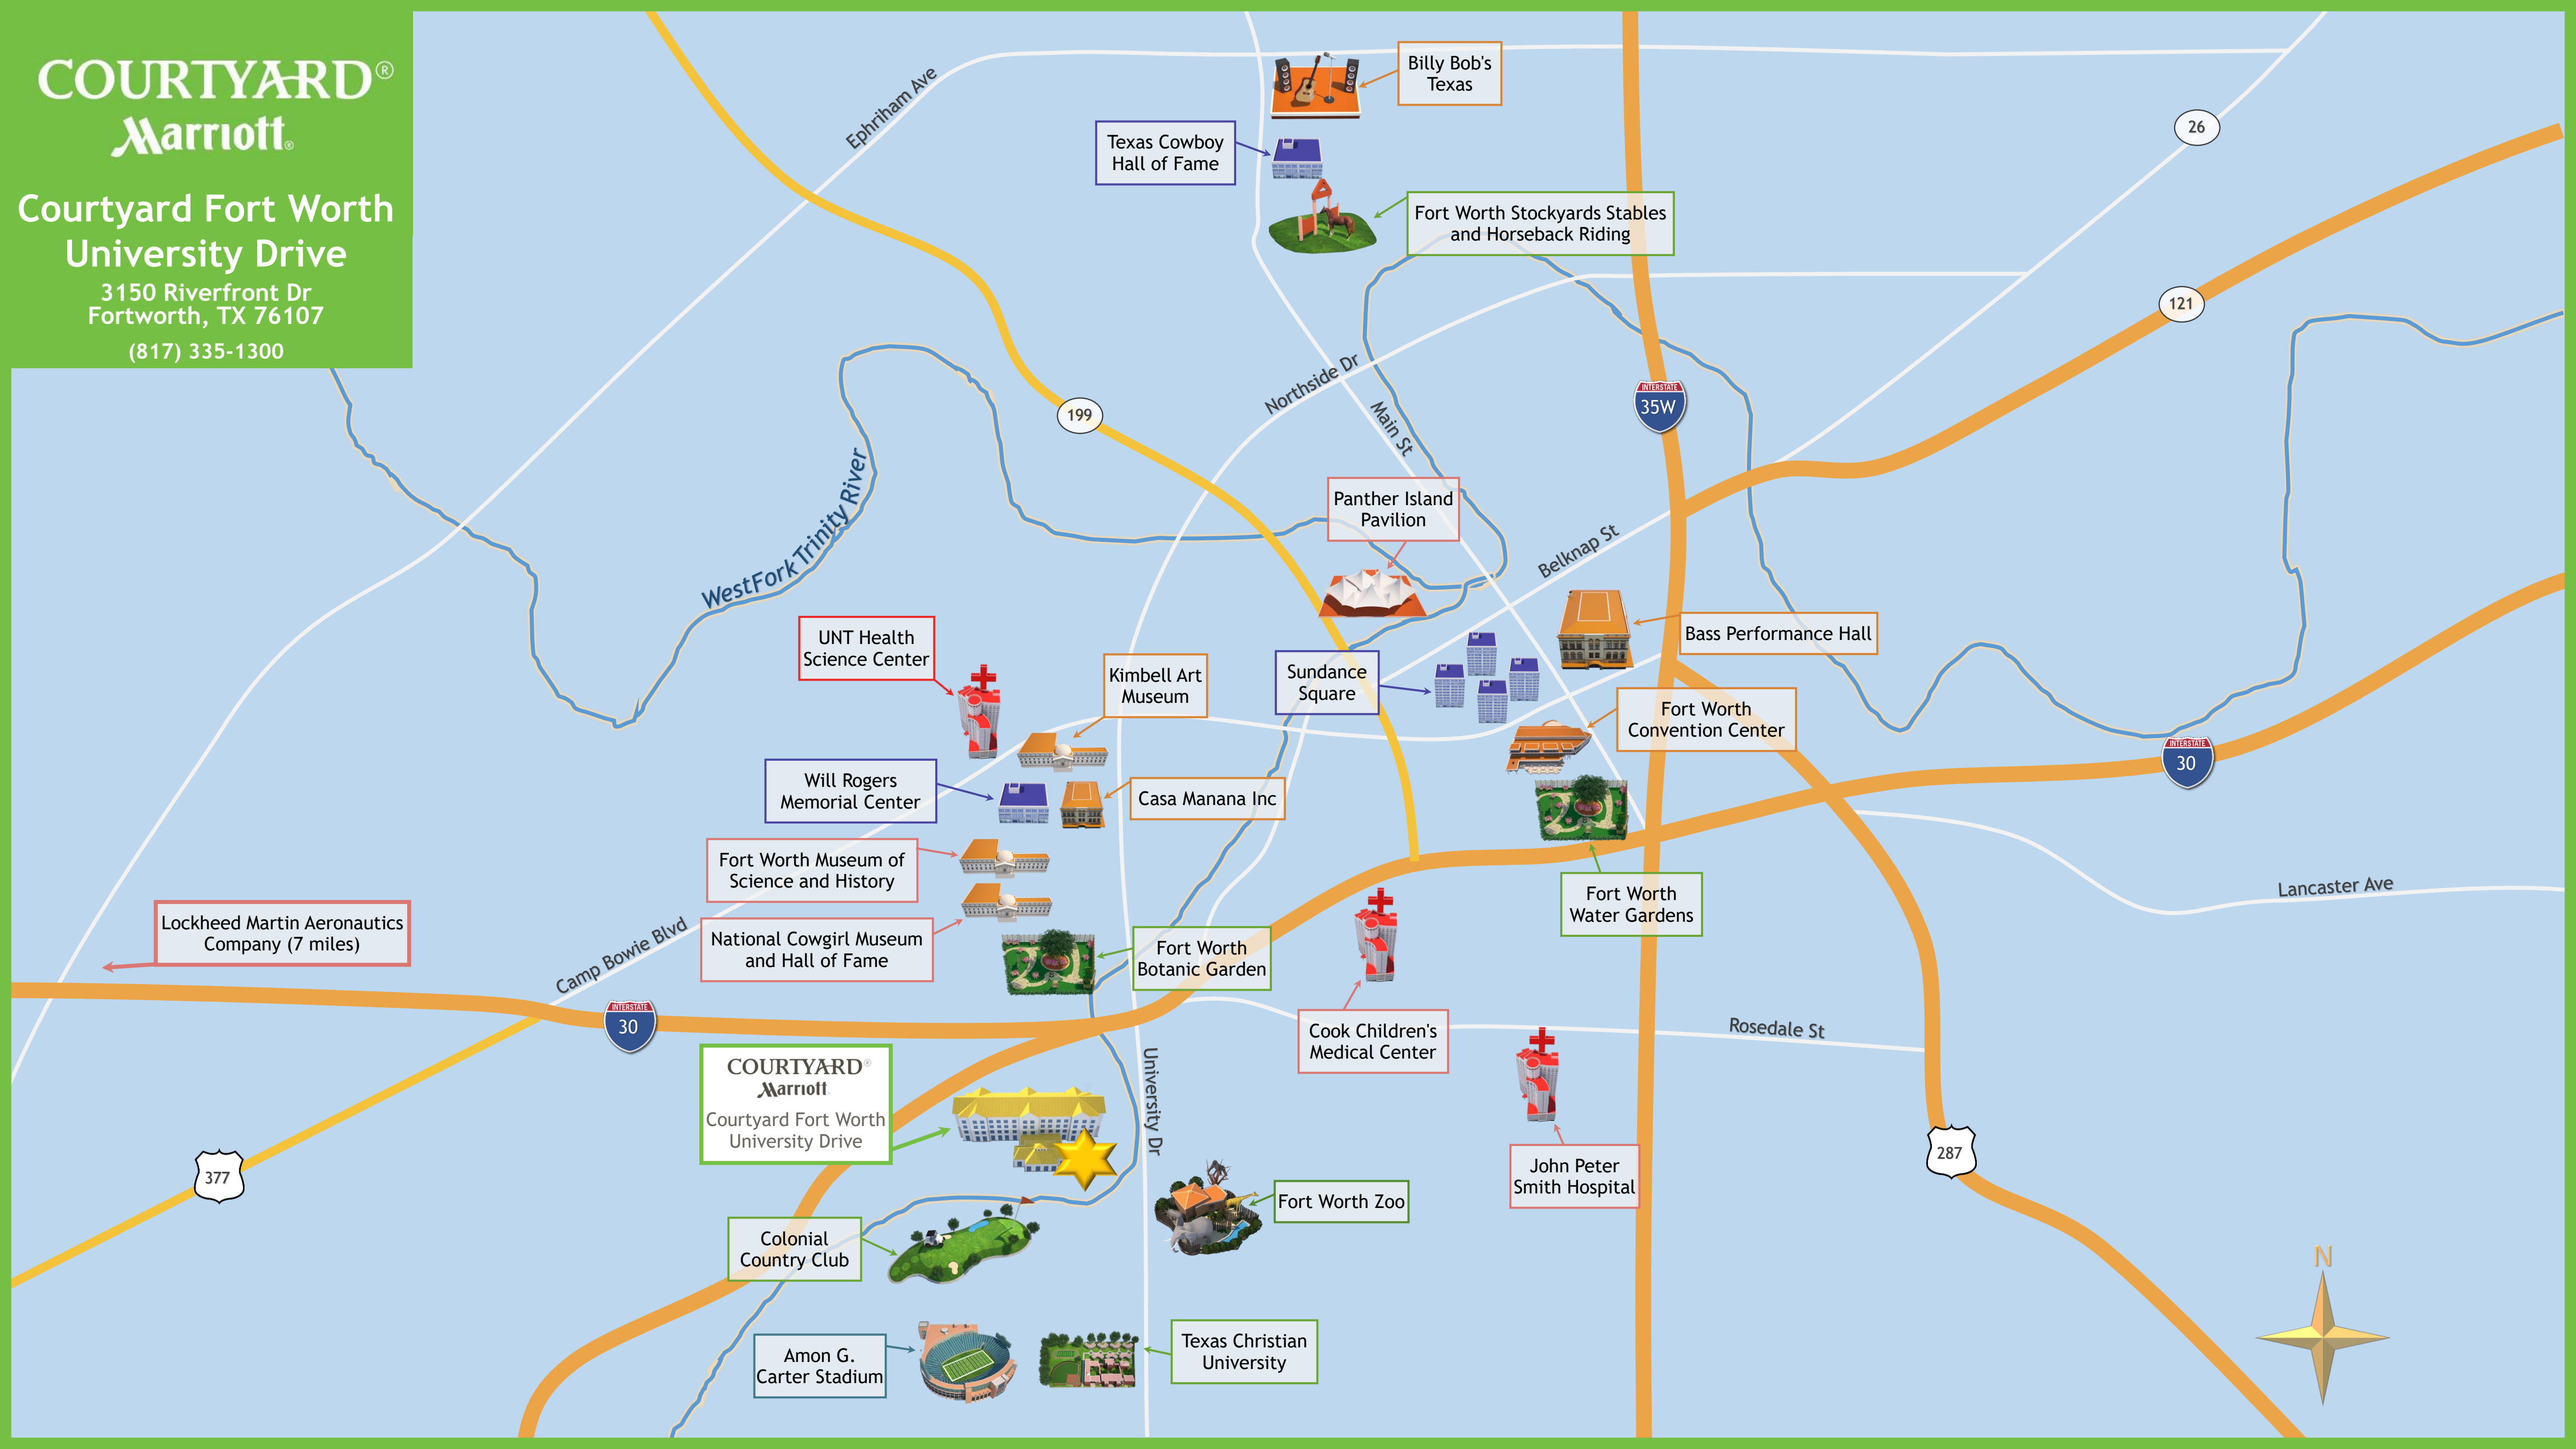 COURTYARD®
Marriott®
Courtyard Fort Worth
University Drive
3150 Riverfront Dr
Fortworth, TX 76107
(817) 335-1300
Billy Bob's
Texas
Ephriham Ave
26
Texas Cowboy
Hall of Fame
Fort Worth Stockyards Stables
and Horseback Riding
121
Northside Dr
INTERSTATE
35W
199
Main St
WestFork Trinity River
Panther Island
Pavilion
Belknap St
UNT Health
Science Center
Bass Performance Hall
Kimbell Art
Museum
Sundance
Square
Fort Worth
Convention Center
INTERSTATE
30
Will Rogers
Memorial Center
Casa Manana Inc
Fort Worth Museum of
Science and History
Lancaster Ave
Fort Worth
Water Gardens
Lockheed Martin Aeronautics
Company (7 miles)
Camp Bowie Blvd
National Cowgirl Museum
and Hall of Fame
Fort Worth
Botanic Garden
INTERSTATE
30
Cook Children's
Medical Center
Rosedale St
COURTYARD®
Marriott
Courtyard Fort Worth
University Drive
University Dr
377
John Peter
Smith Hospital
287
Fort Worth Zoo
Colonial
Country Club
N
Amon G.
Carter Stadium
Texas Christian
University